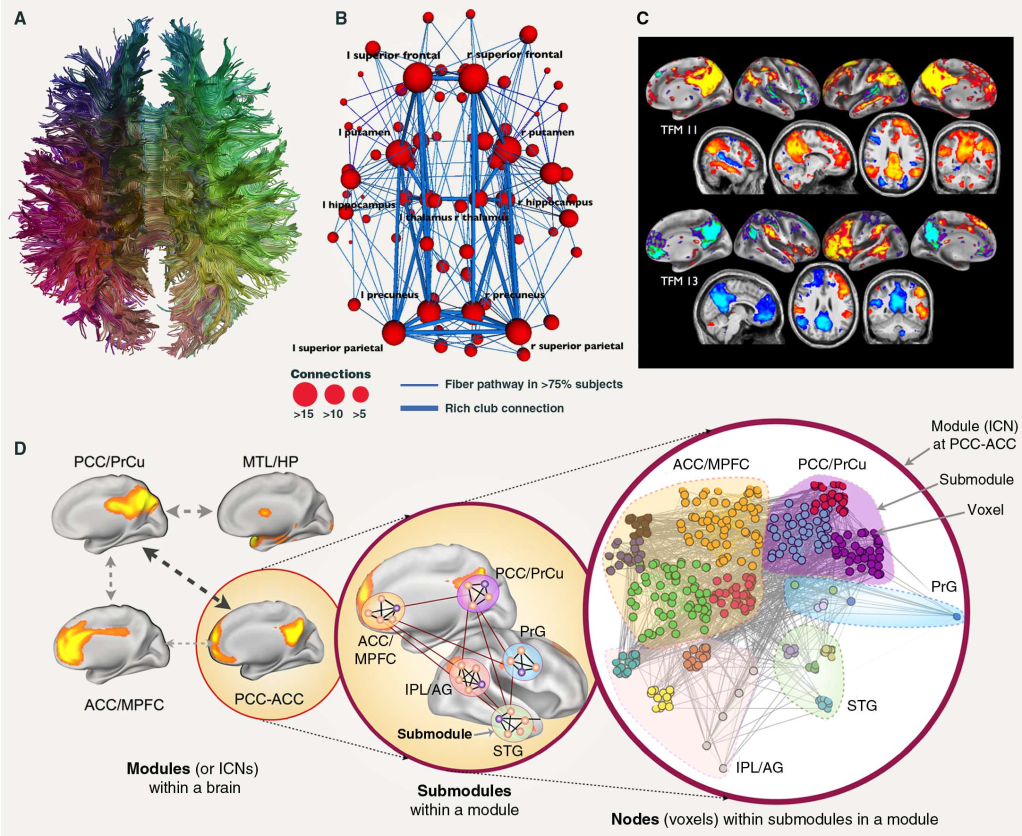 A
B
C
l superior frontal
r superior frontal
l putamen
r putamen
l hippocampus
r hippocampus
l thalamus
r thalamus
l precuneus
r precuneus
l superior parietal
r superior parietal
Connections
>15
>10
>5
Fiber pathway in >75% subjects
Rich club connection
TFM 11
TFM 13
D
PCC/PrCu
MTL/HP
ACC/MPFC
PCC-ACC
Modules (or ICNs)
within a brain
PCC/PrCu
ACC/
MPFC
PrG
IPL/AG
Submodule
STG
Submodules
within a module
ACC/MPFC
PCC/PrCu
Module (ICN)
at PCC-ACC
Submodule
Voxel
PrG
STG
IPL/AG
Nodes (voxels) within submodules in a module